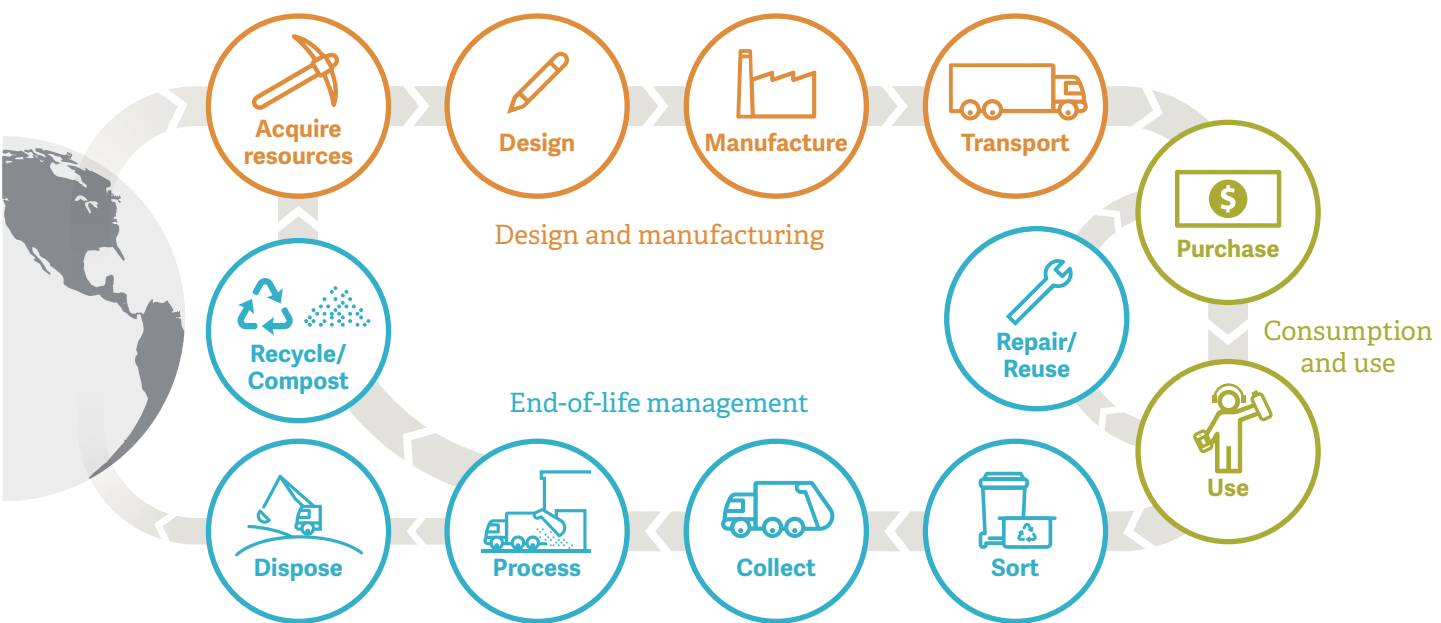 Acquire
resources
Design
Manufacture
Transport
$
Purchase
Design and manufacturing
Repair/
Reuse
Consumption
and use
Recycle/
Compost
End-of-life management
Use
Dispose
Process
Collect
Sort